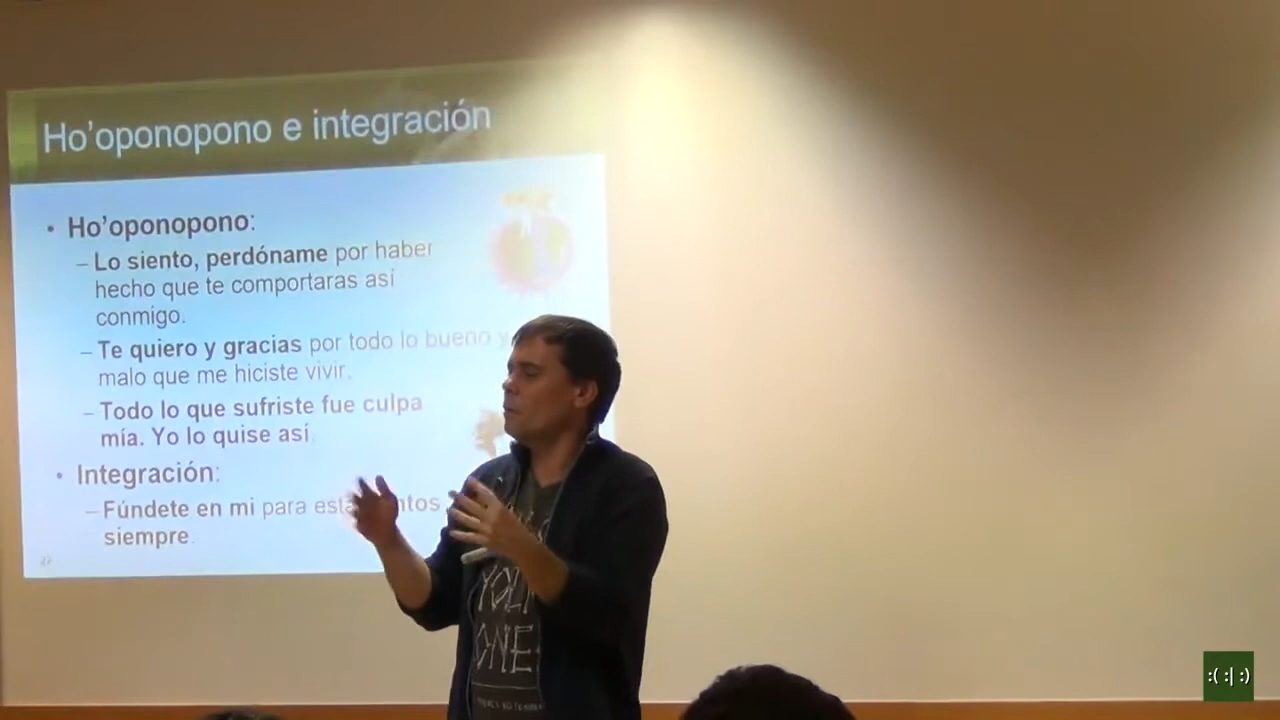 Ho'oponopono e integración
• Ho'oponopono:
– Lo siento, perdóname por haber
hecho que te comportaras así
conmigo.
– Te quiero y gracias por todo lo bueno y
malo que me hiciste vivir.
– Todo lo que sufriste fue culpa
mía. Yo lo quise así.
• Integración:
– Fúndete en mi para
siempre.
27
:( :| :)